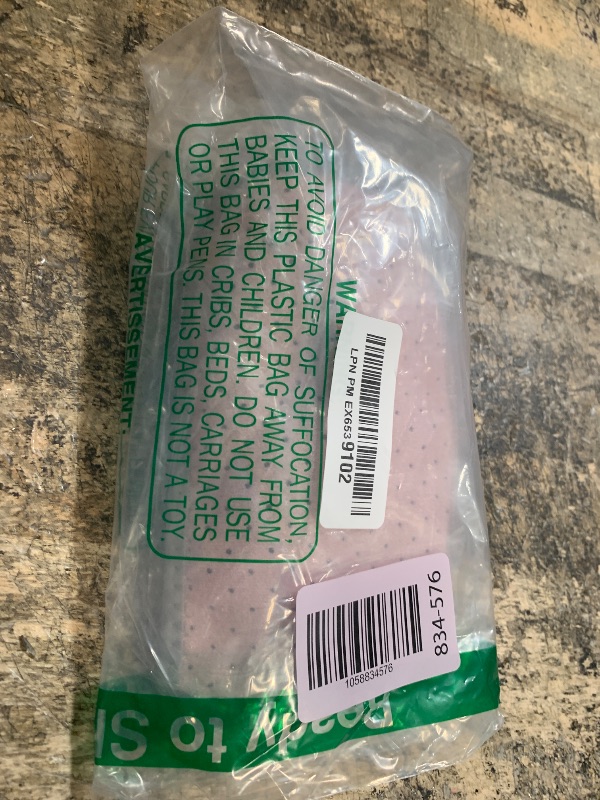 WA
TO AVOID DANGER OF SUFFOCATION,
KEEP THIS PLASTIC BAG AWAY FROM
BABIES AND CHILDREN. DO NOT USE
THIS BAG IN CRIBS, BEDS, CARRIAGES
OR PLAY PENS. THIS BAG IS NOT A TOY.
AVERTISSEMENT:
LPN PM EX6539102
834-576
1058834576
Ready to S